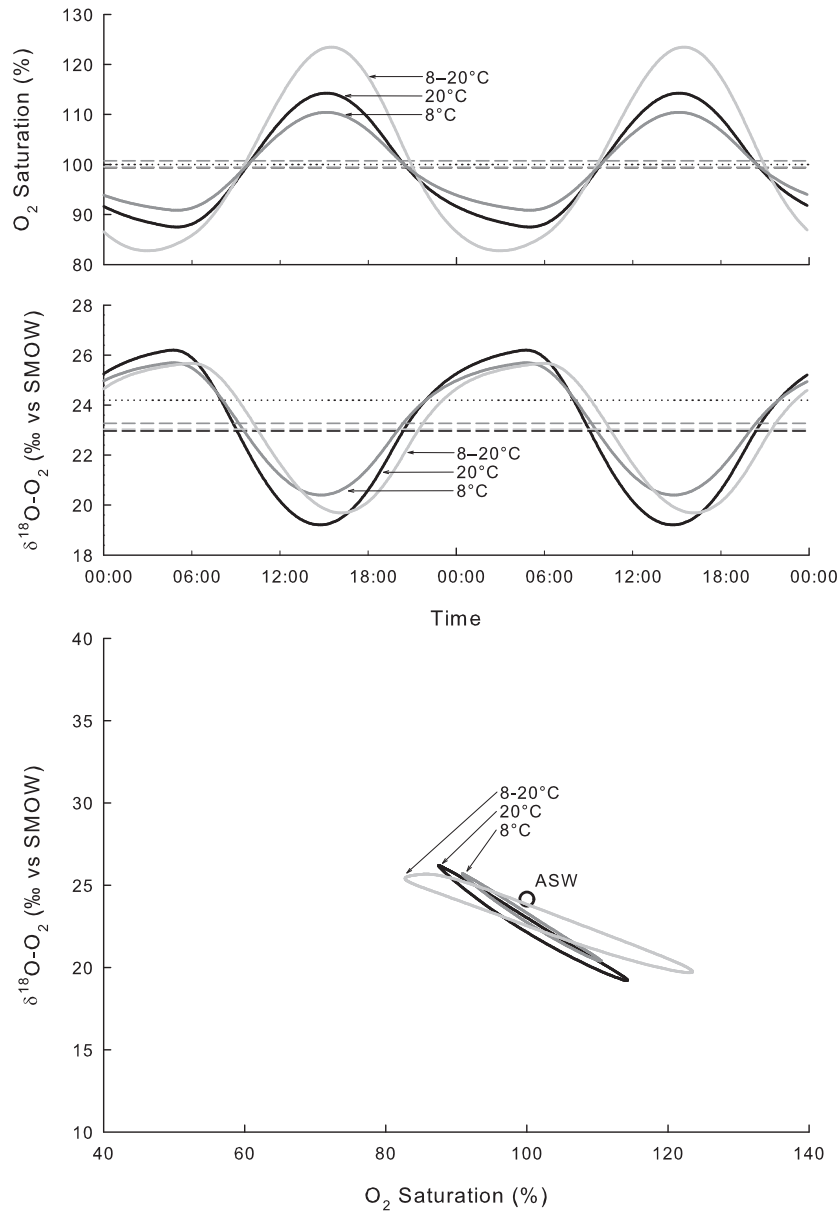 130
120
110
100
90
80
O₂ Saturation (%)
8–20°C
20°C
8°C
28
26
24
22
20
18
δ¹⁸O-O₂ (‰ vs SMOW)
8–20°C
20°C
8°C
00:00 06:00 12:00 18:00 00:00 06:00 12:00 18:00 00:00
Time
40
35
30
25
20
15
10
δ¹⁸O-O₂ (‰ vs SMOW)
8-20°C
20°C
8°C
ASW
40 60 80 100 120 140
O₂ Saturation (%)